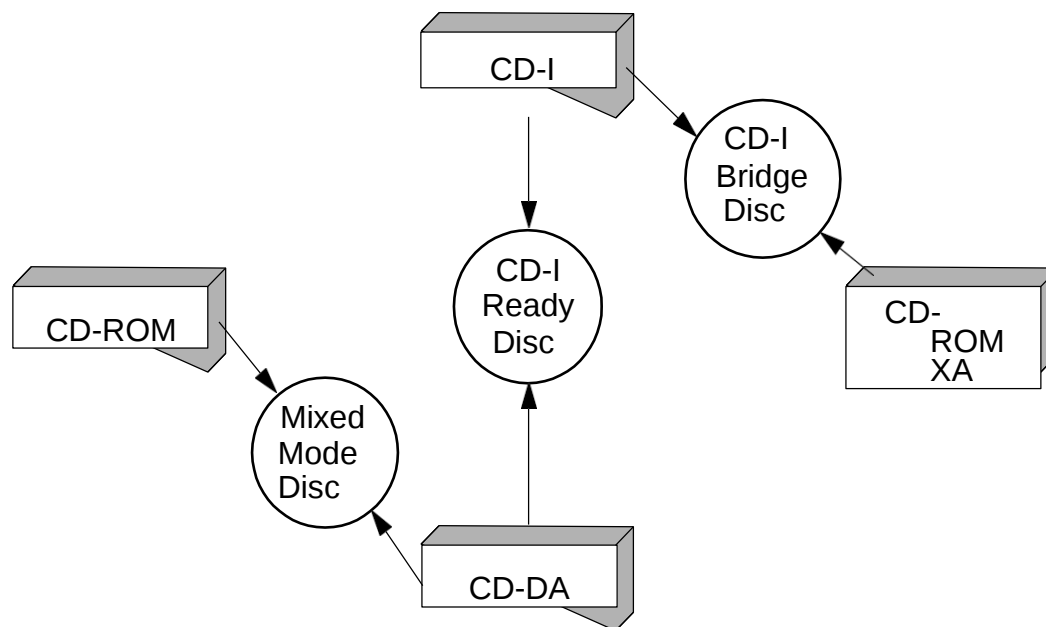 CD-I
CD-I
Bridge
Disc
CD-I
Ready
Disc
CD-ROM
CD-
ROM
XA
Mixed
Mode
Disc
CD-DA